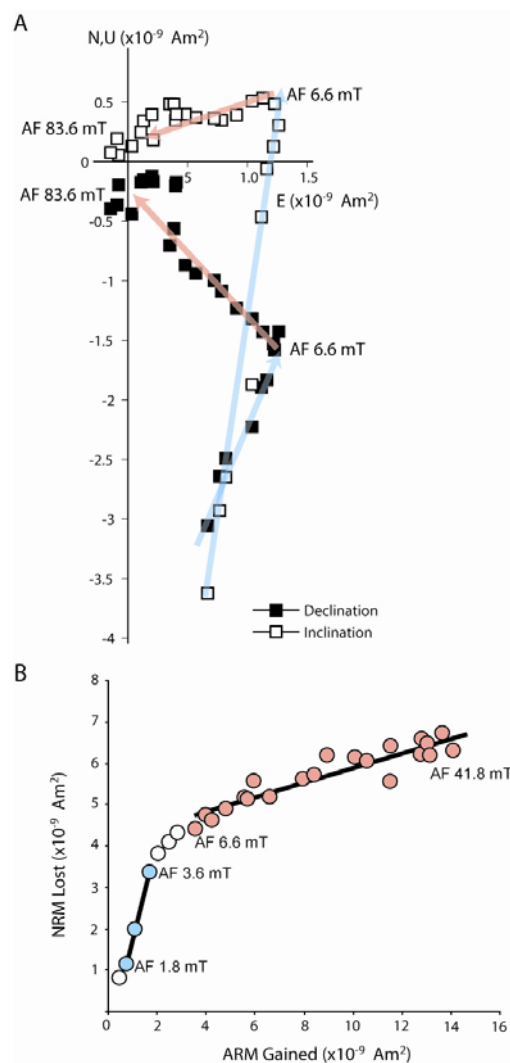 A
N,U (x10-9 Am2)
AF 6.6 mT
0.5
AF 83.6 mT
0
.5
1
1.5
E (x10-9 Am2)
AF 83.6 mT
-0.5
-1
-1.5
AF 6.6 mT
-2
-2.5
-3
-3.5
Declination
Inclination
-4
B
8
7
6
5
4
3
2
1
AF 41.8 mT
AF 6.6 mT
AF 3.6 mT
AF 1.8 mT
NRM Lost (x10-9 Am2)
0 2 4 6 8 10 12 14 16
ARM Gained (x10-9 Am2)